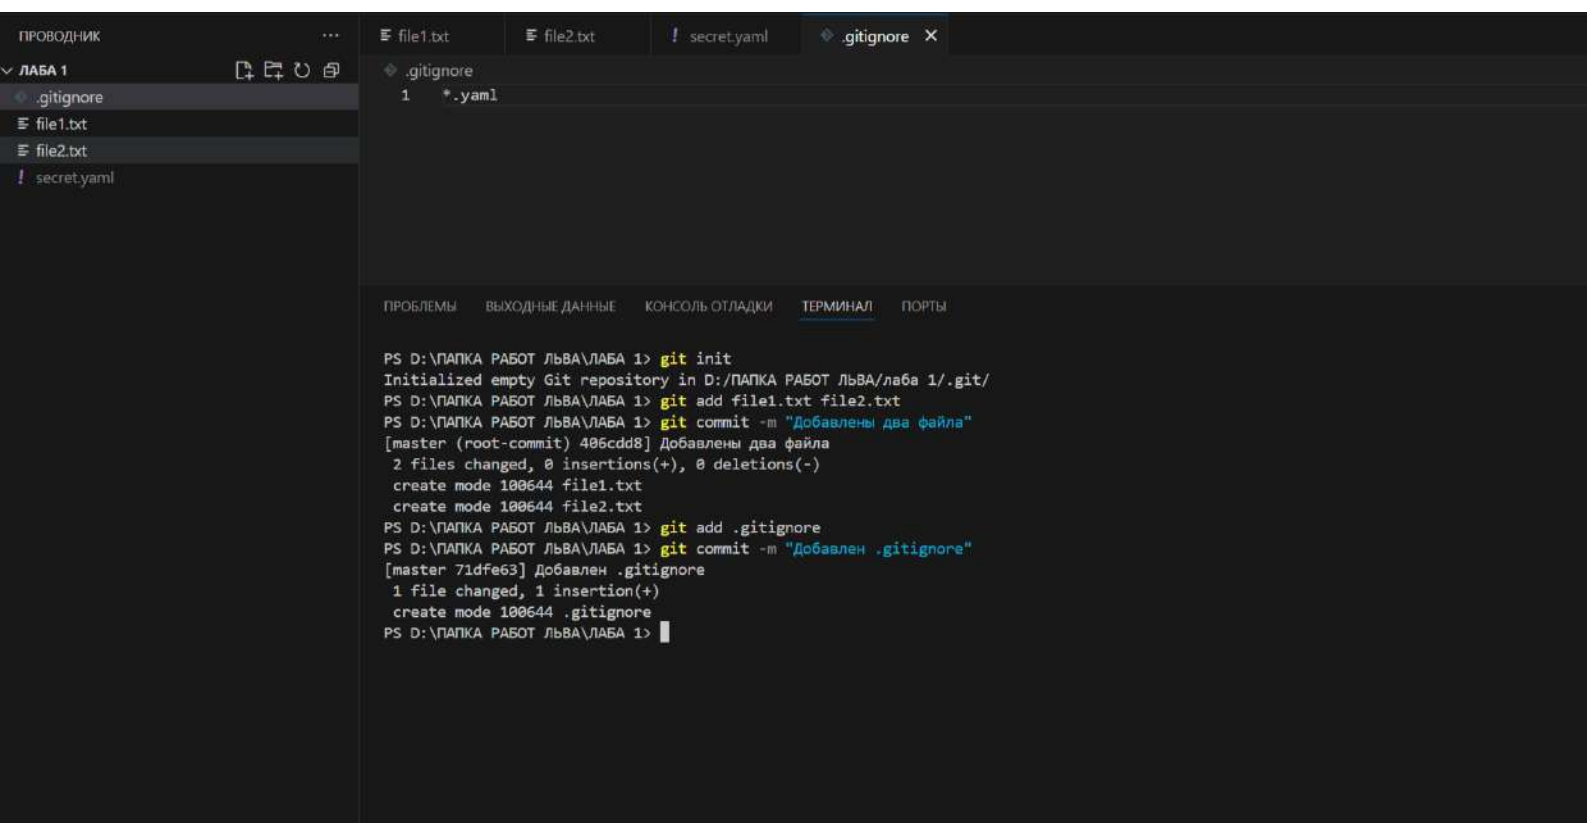 ПРОВОДНИК
ЛАБА 1
.gitignore
file1.txt
file2.txt
secret.yaml
file1.txt file2.txt secret.yaml .gitignore
.gitignore
1 *.yaml
ПРОБЛЕМЫ ВЫХОДНЫЕ ДАННЫЕ КОНСОЛЬ ОТЛАДКИ ТЕРМИНАЛ ПОРТЫ
PS D:\ПАПКА РАБОТ ЛЬВА\ЛАБА 1> git init
Initialized empty Git repository in D:/ПАПКА РАБОТ ЛЬВА/лаба 1/.git/
PS D:\ПАПКА РАБОТ ЛЬВА\ЛАБА 1> git add file1.txt file2.txt
PS D:\ПАПКА РАБОТ ЛЬВА\ЛАБА 1> git commit -m "Добавлены два файла"
[master (root-commit) 406cdd8] Добавлены два файла
2 files changed, 0 insertions(+), 0 deletions(-)
create mode 100644 file1.txt
create mode 100644 file2.txt
PS D:\ПАПКА РАБОТ ЛЬВА\ЛАБА 1> git add .gitignore
PS D:\ПАПКА РАБОТ ЛЬВА\ЛАБА 1> git commit -m "Добавлен .gitignore"
[master 71dfe63] Добавлен .gitignore
1 file changed, 1 insertion(+)
create mode 100644 .gitignore
PS D:\ПАПКА РАБОТ ЛЬВА\ЛАБА 1>